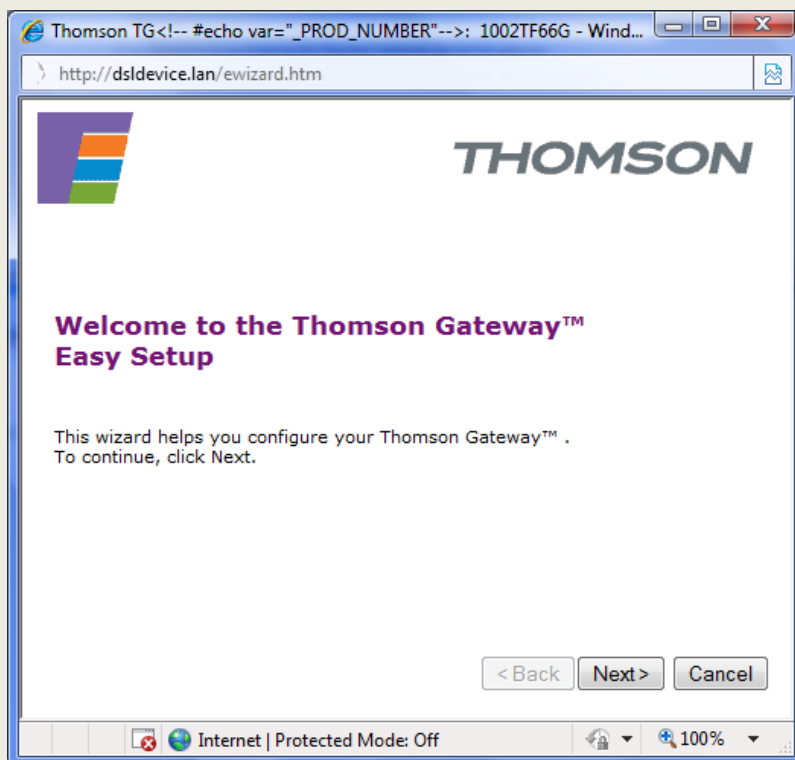 Thomson TG<!-- #echo var="_PROD_NUMBER"-->: 1002TF66G - Wind...
http://dsldevice.lan/ewizard.htm
THOMSON
Welcome to the Thomson Gateway™
Easy Setup
This wizard helps you configure your Thomson Gateway™ .
To continue, click Next.
< Back Next > Cancel
Internet | Protected Mode: Off 100%